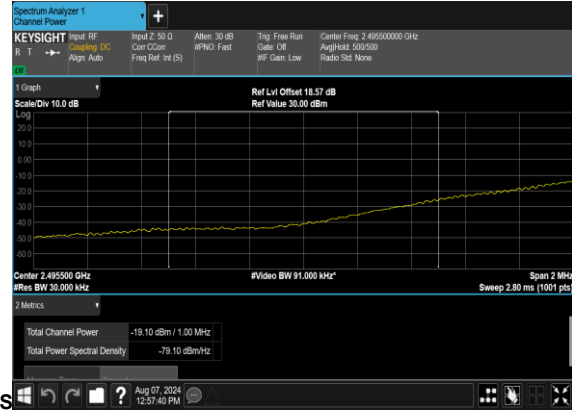 Spectrum Analyzer 1
Channel Power
+
KEYSIGHT Input: RF Input Z: 50 Ω Atten: 30 dB Trig: Free Run Center Freq: 2.495500000 GHz
R T Coupling: DC Corr CCorr #PNO: Fast Gate: Off Avg|Hold: 500/500
Align: Auto Freq Ref: Int (S) #IF Gain: Low Radio Std: None
1 Graph
Ref Lvl Offset 18.57 dB
Scale/Div 10.0 dB Ref Value 30.00 dBm
Log
20.0
10.0
0.00
-10.0
-20.0
-30.0
-40.0
-50.0
-60.0
Center 2.495500 GHz #Video BW 91.000 kHz* Span 2 MHz
#Res BW 30.000 kHz Sweep 2.80 ms (1001 pts)
2 Metrics
Total Channel Power -19.10 dBm / 1.00 MHz
Total Power Spectral Density -79.10 dBm/Hz
S
? Aug 07, 2024
12:57:40 PM